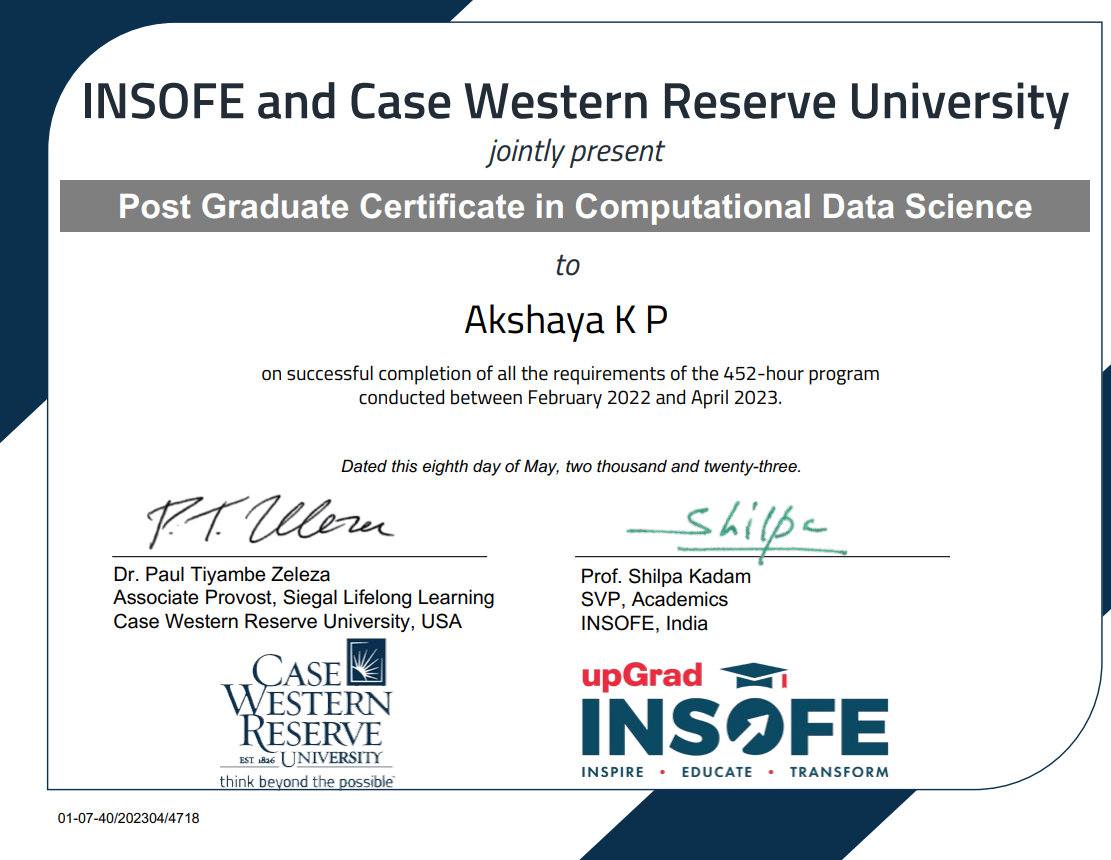 INSOFE and Case Western Reserve University
jointly present
Post Graduate Certificate in Computational Data Science
to
Akshaya K P
on successful completion of all the requirements of the 452-hour program
conducted between February 2022 and April 2023.
Dated this eighth day of May, two thousand and twenty-three.
P.T. Zeleza
Dr. Paul Tiyambe Zeleza
Associate Provost, Siegal Lifelong Learning
Case Western Reserve University, USA
CASE
WESTERN
RESERVE
EST. 1826 UNIVERSITY
think beyond the possible™
Shilpa
Prof. Shilpa Kadam
SVP, Academics
INSOFE, India
upGrad
INSOFE
INSPIRE • EDUCATE • TRANSFORM
01-07-40/202304/4718